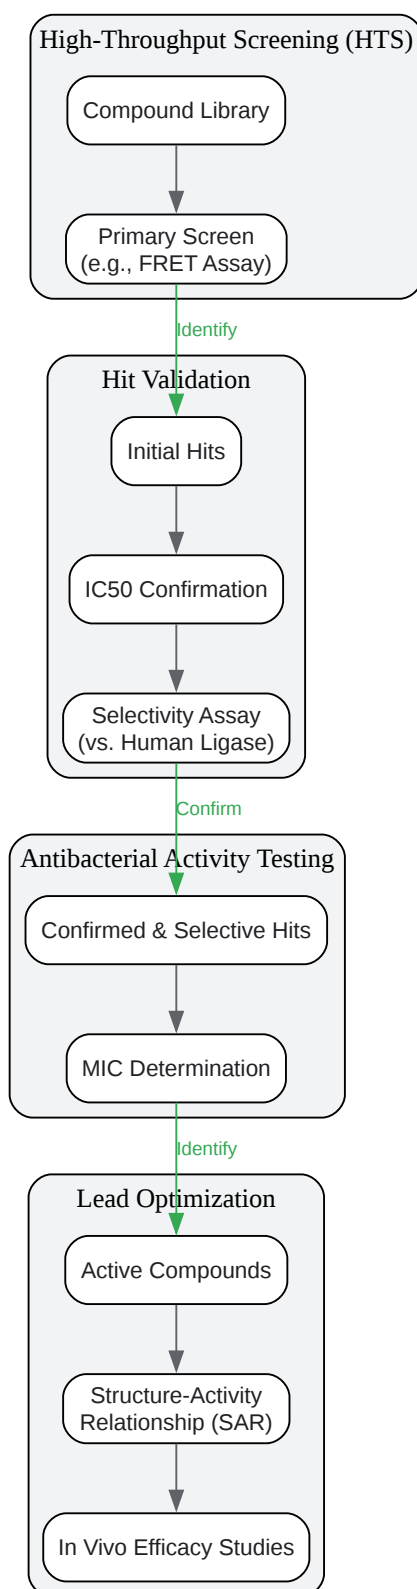 High-Throughput Screening (HTS)
Compound Library
Primary Screen
(e.g., FRET Assay)
Identify
Hit Validation
Initial Hits
IC50 Confirmation
Selectivity Assay
(vs. Human Ligase)
Confirm
Antibacterial Activity Testing
Confirmed & Selective Hits
MIC Determination
Identify
Lead Optimization
Active Compounds
Structure-Activity
Relationship (SAR)
In Vivo Efficacy Studies